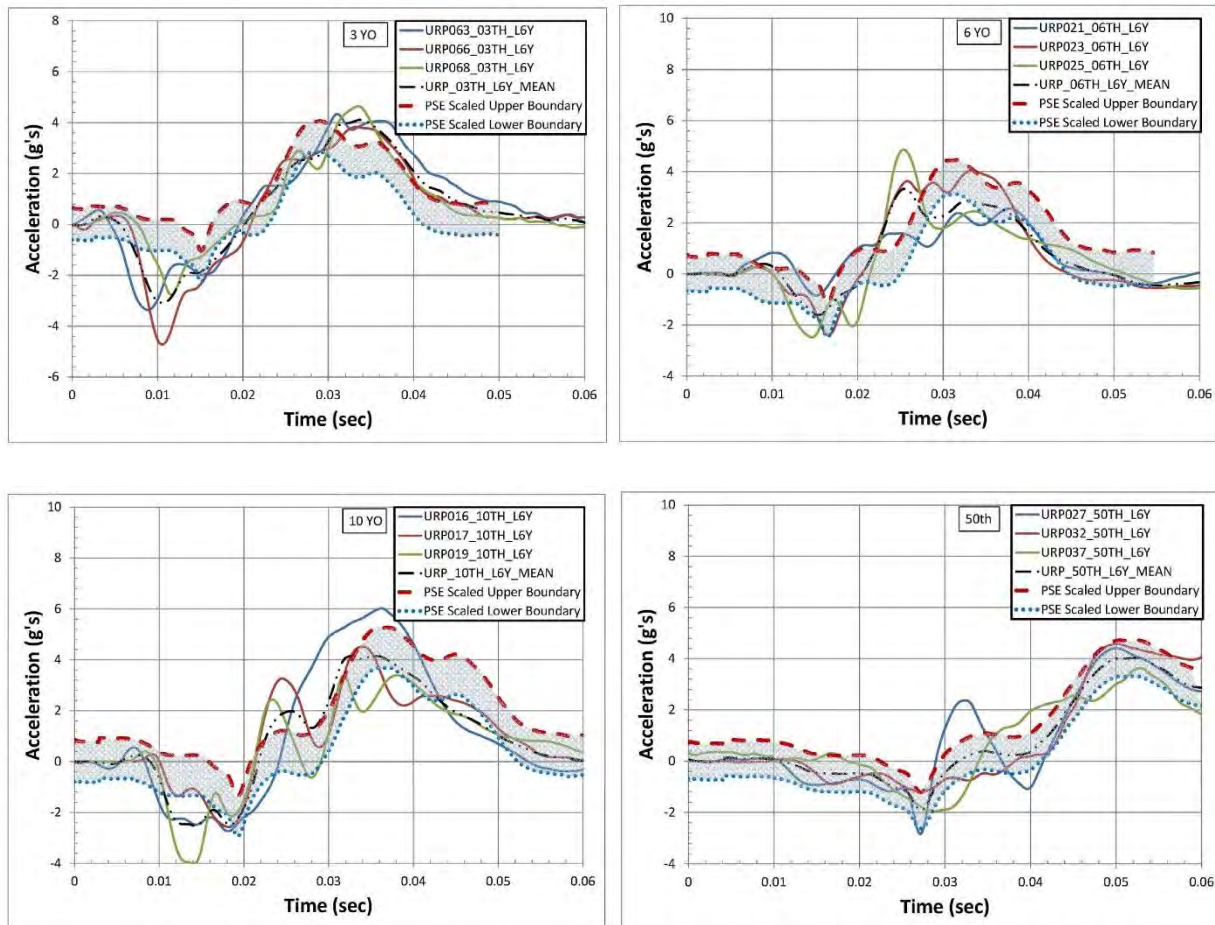 3 YO
URP063_03TH_L6Y
URP066_03TH_L6Y
URP068_03TH_L6Y
URP_03TH_L6Y_MEAN
PSE Scaled Upper Boundary
PSE Scaled Lower Boundary
Acceleration (g's)
8
6
4
2
0
-2
-4
-6
0
0.01
0.02
0.03
0.04
0.05
0.06
Time (sec)
6 YO
URP021_06TH_L6Y
URP023_06TH_L6Y
URP025_06TH_L6Y
URP_06TH_L6Y_MEAN
PSE Scaled Upper Boundary
PSE Scaled Lower Boundary
Acceleration (g's)
10
8
6
4
2
0
-2
-4
0
0.01
0.02
0.03
0.04
0.05
0.06
Time (sec)
10 YO
URP016_10TH_L6Y
URP017_10TH_L6Y
URP019_10TH_L6Y
URP_10TH_L6Y_MEAN
PSE Scaled Upper Boundary
PSE Scaled Lower Boundary
Acceleration (g's)
10
8
6
4
2
0
-2
-4
0
0.01
0.02
0.03
0.04
0.05
0.06
Time (sec)
50th
URP027_50TH_L6Y
URP032_50TH_L6Y
URP037_50TH_L6Y
URP_50TH_L6Y_MEAN
PSE Scaled Upper Boundary
PSE Scaled Lower Boundary
Acceleration (g's)
10
8
6
4
2
0
-2
-4
0
0.01
0.02
0.03
0.04
0.05
0.06
Time (sec)